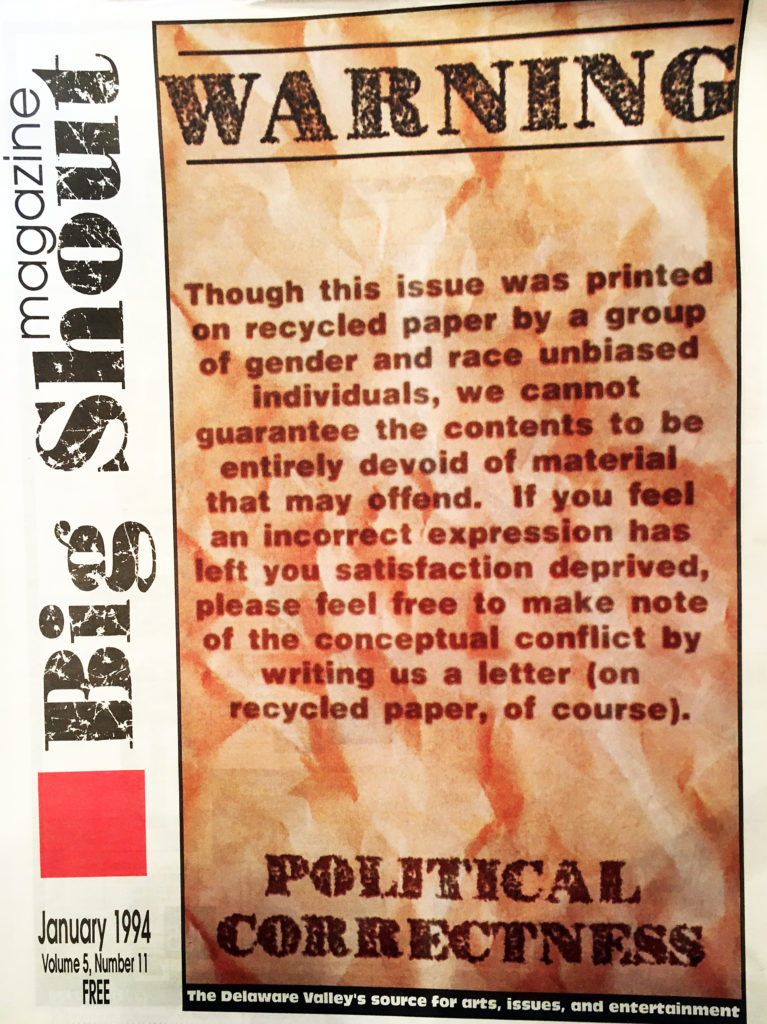 Big Shout
magazine
January 1994
Volume 5, Number 11
FREE
WARNING
Though this issue was printed
on recycled paper by a group
of gender and race unbiased
individuals, we cannot
guarantee the contents to be
entirely devoid of material
that may offend.  If you feel
an incorrect expression has
left you satisfaction deprived,
please feel free to make note
of the conceptual conflict by
writing us a letter (on
recycled paper, of course).
POLITICAL
CORRECTNESS
The Delaware Valley's source for arts, issues, and entertainment